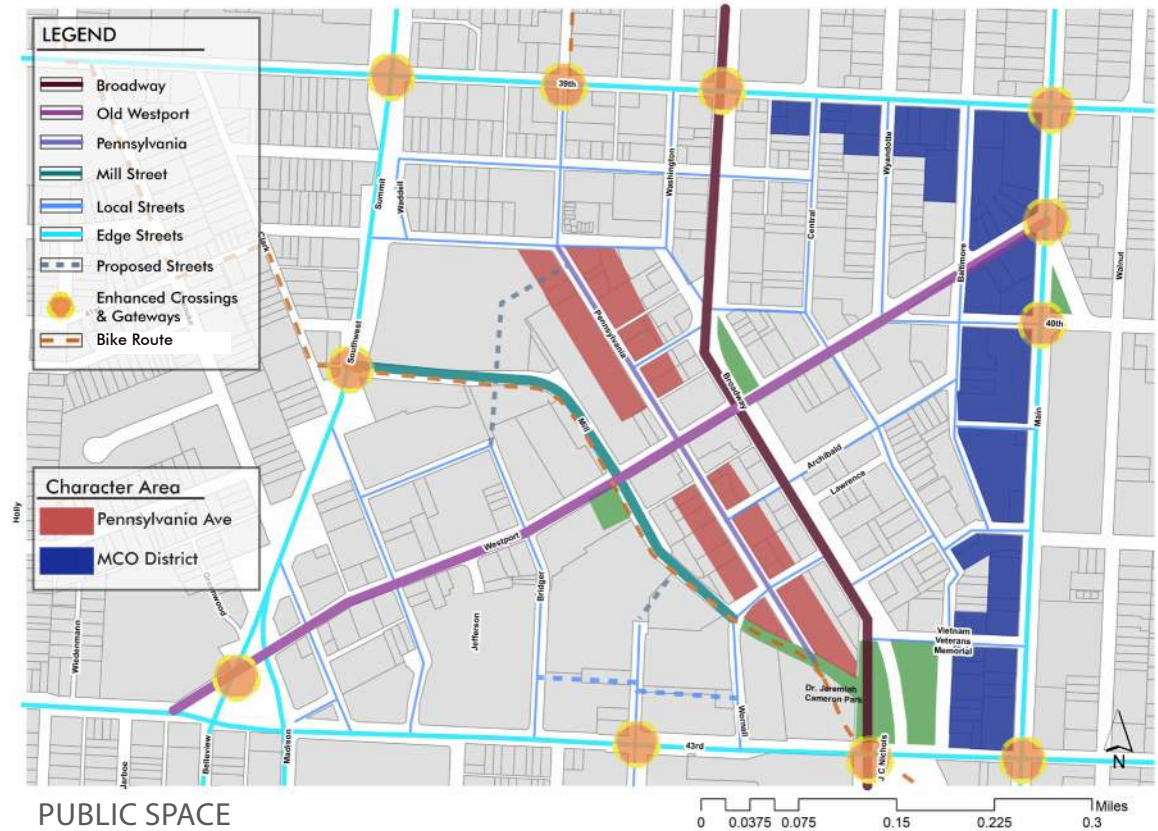 LEGEND
Broadway
Old Westport
Pennsylvania
Mill Street
Local Streets
Edge Streets
Proposed Streets
Enhanced Crossings
& Gateways
Bike Route
Character Area
Pennsylvania Ave
MCO District
39th
Summit
Waddell
Washington
Wyandotte
Central
Baltimore
Walnut
Clark
Southwest
Pennsylvania
Broadway
40th
Main
Mill
Archibald
Lawrence
Holly
Westport
Bridger
Jefferson
Greenwood
Wiedenmann
Vietnam
Veterans
Memorial
Dr. Jeremiah
Cameron Park
Wornall
43rd
J C Nichols
Jarboe
Belleview
Madison
N
PUBLIC SPACE
Miles
0 0.0375 0.075 0.15 0.225 0.3